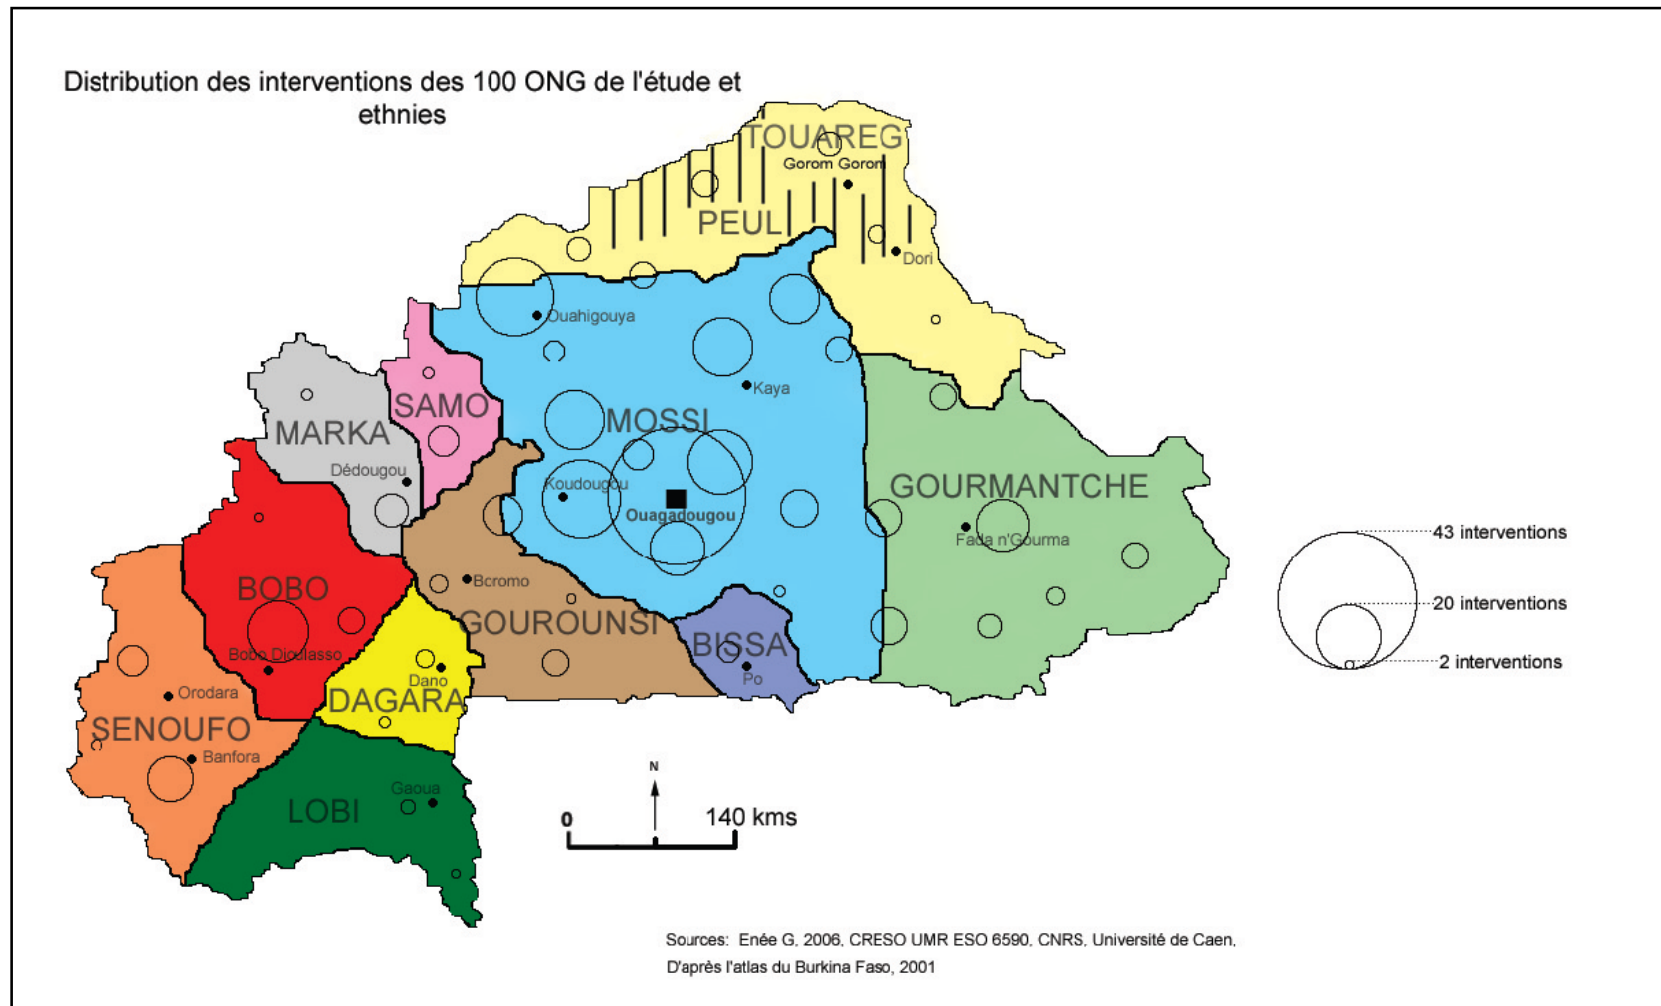 Distribution des interventions des 100 ONG de l'étude et
ethnies
TOUAREG
Gorom Gorom
PEUL
Dori
Ouahigouya
Kaya
SAMO
MOSSI
MARKA
Dédougou
Koudougou
Ouagadougou
GOURMANTCHE
Fada n'Gourma
BOBO
Bcromo
GOUROUNSI
BISSA
Po
Bobo Dioulasso
Dano
DAGARA
Orodara
SENOUFO
Banfora
LOBI
Gaoua
43 interventions
20 interventions
2 interventions
N
0 140 kms
Sources: Enée G, 2006, CRESO UMR ESO 6590, CNRS, Université de Caen,
D'après l'atlas du Burkina Faso, 2001